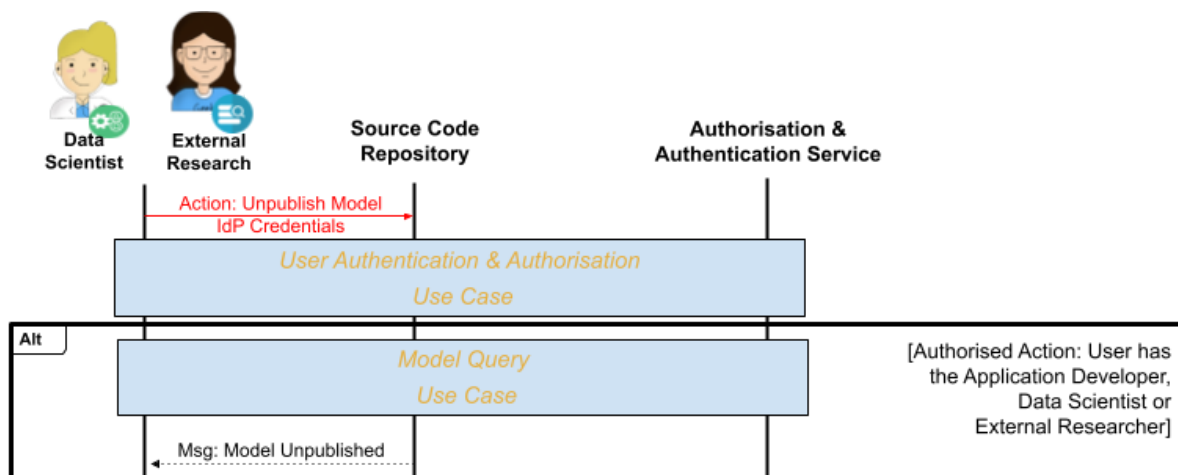 Data
Scientist
External
Research
Source Code
Repository
Authorisation &
Authentication Service
Action: Unpublish Model
IdP Credentials
User Authentication & Authorisation
Use Case
Alt
Model Query
Use Case
[Authorised Action: User has
the Application Developer,
Data Scientist or
External Researcher]
Msg: Model Unpublished